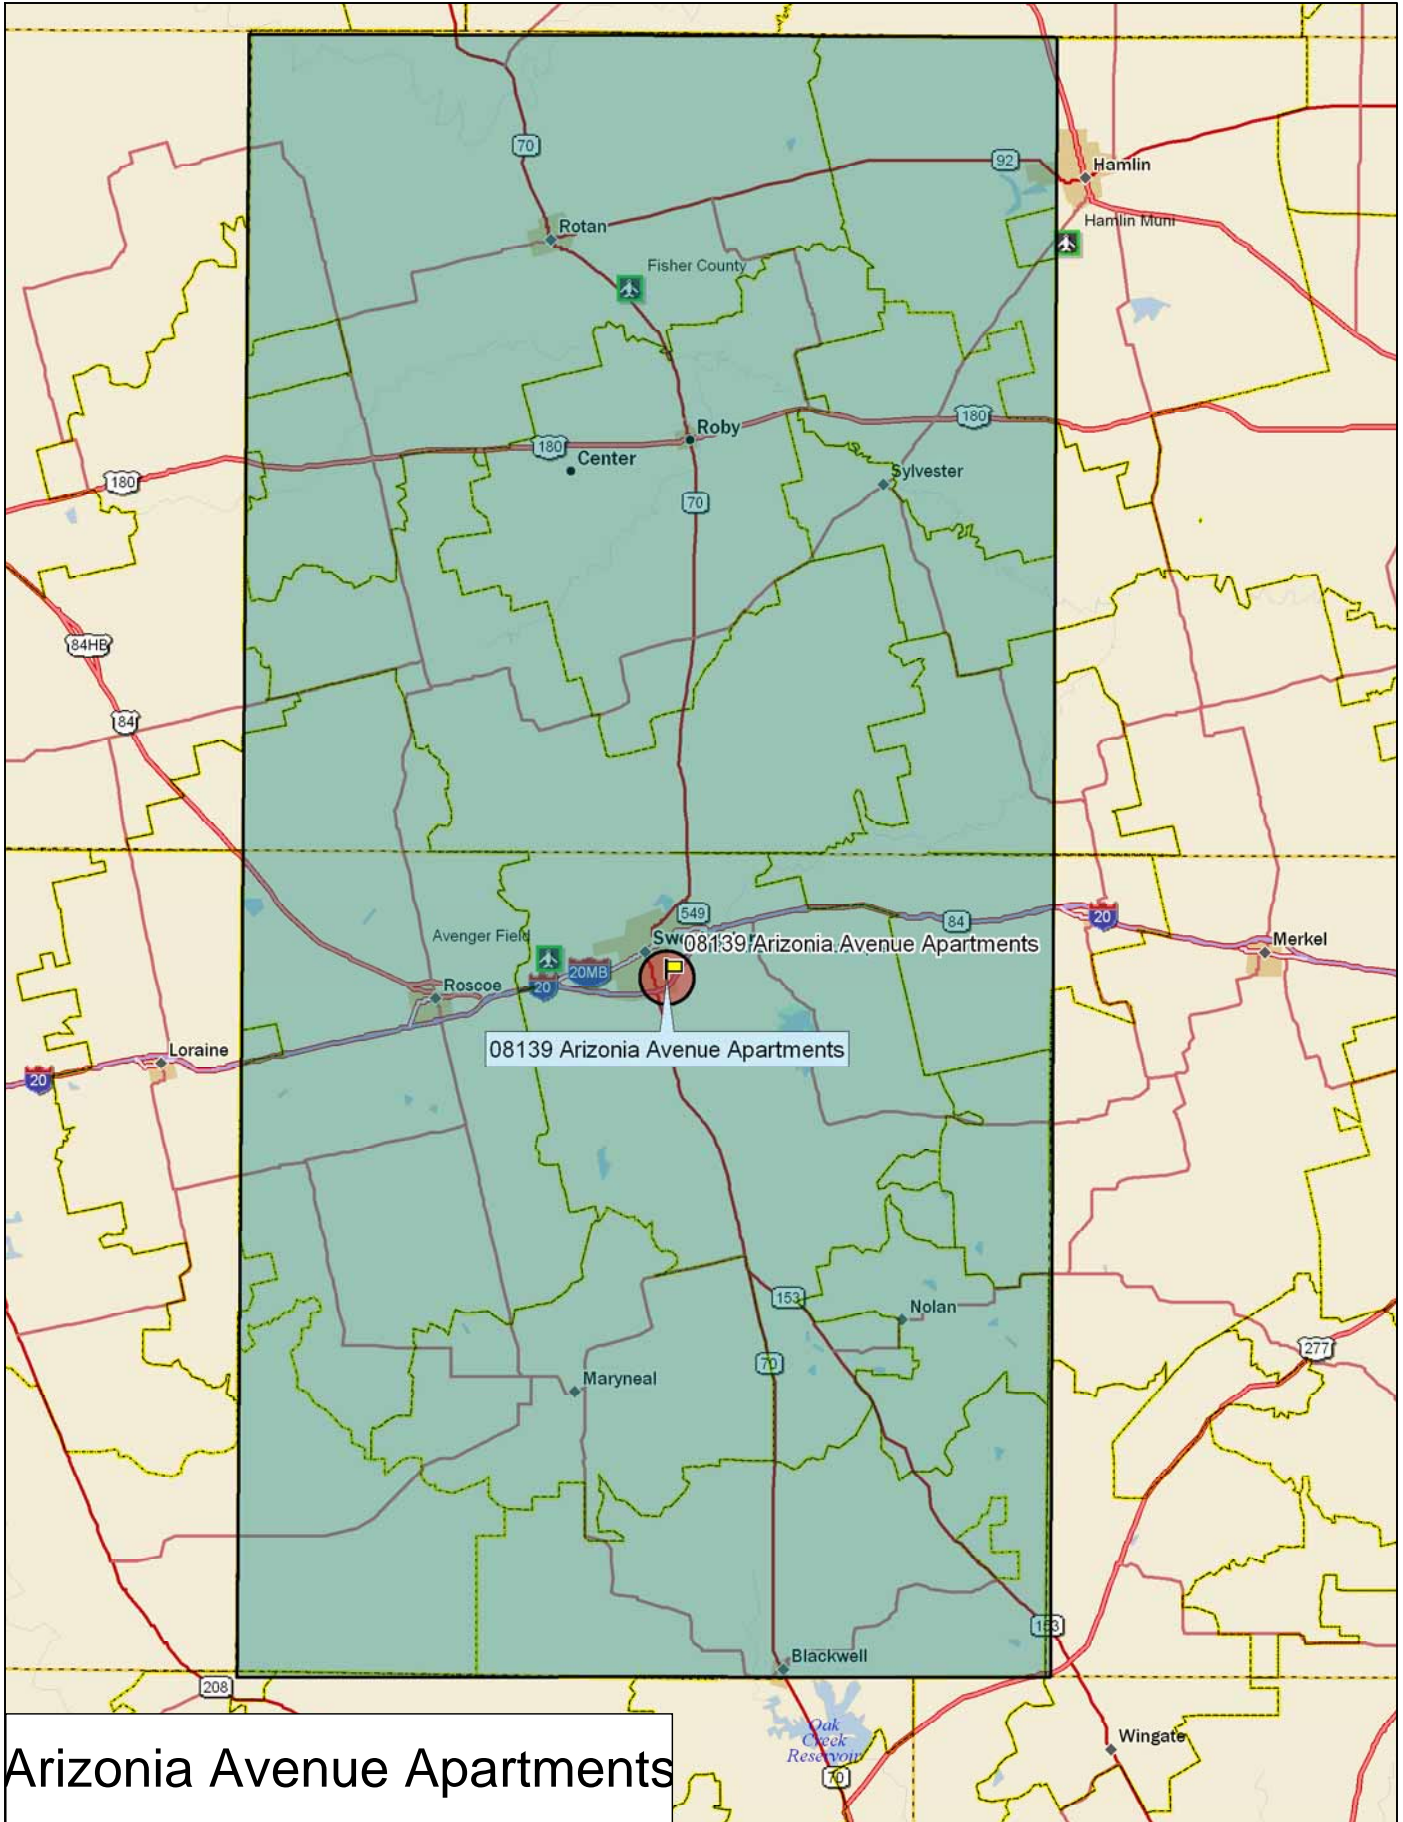 70
92
Hamlin
Hamlin Muni
Rotan
Fisher County
180
Roby
180
Center
180
Sylvester
70
84HB
84
549
84
20
Avenger Field
08139 Arizonia Avenue Apartments
Merkel
20MB
20
Roscoe
08139 Arizonia Avenue Apartments
Loraine
20
153
Nolan
277
70
Maryneal
153
Blackwell
208
Oak
Creek
Reservoir
Wingate
70
Arizonia Avenue Apartments